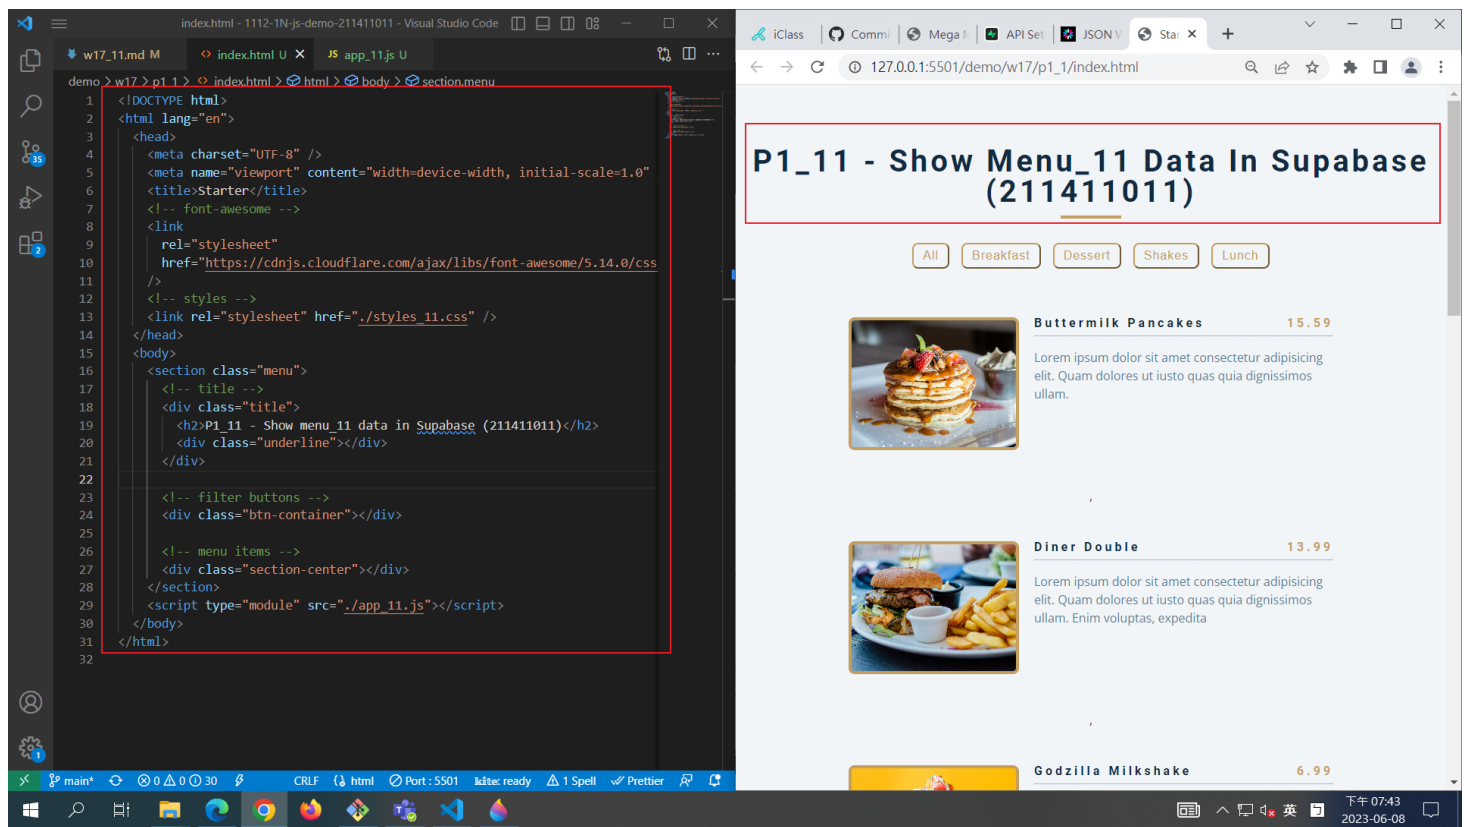 index.html - 1112-1N-js-demo-211411011 - Visual Studio Code
w17_11.md M
<> index.html U
JS app_11.js U
demo > w17 > p1_1 > <> index.html > html > body > section.menu
1 <!DOCTYPE html>
2 <html lang="en">
3 <head>
4 <meta charset="UTF-8" />
5 <meta name="viewport" content="width=device-width, initial-scale=1.0"
6 <title>Starter</title>
7 <!-- font-awesome -->
8 <link
9 rel="stylesheet"
10 href="https://cdnjs.cloudflare.com/ajax/libs/font-awesome/5.14.0/css
11 />
12 <!-- styles -->
13 <link rel="stylesheet" href="./styles_11.css" />
14 </head>
15 <body>
16 <section class="menu">
17 <!-- title -->
18 <div class="title">
19 <h2>P1_11 - Show menu_11 data in Supabase (211411011)</h2>
20 <div class="underline"></div>
21 </div>
22
23 <!-- filter buttons -->
24 <div class="btn-container"></div>
25
26 <!-- menu items -->
27 <div class="section-center"></div>
28 </section>
29 <script type="module" src="./app_11.js"></script>
30 </body>
31 </html>
32
35
2
1
main* 0 0 30 CRLF html Port : 5501 kite: ready 1 Spell Prettier
iClass
Commi
Mega
API Set
JSON V
Star
127.0.0.1:5501/demo/w17/p1_1/index.html
P1_11 - Show Menu_11 Data In Supabase
(211411011)
All
Breakfast
Dessert
Shakes
Lunch
Buttermilk Pancakes 15.59
Lorem ipsum dolor sit amet consectetur adipisicing
elit. Quam dolores ut iusto quas quia dignissimos
ullam.
,
Diner Double 13.99
Lorem ipsum dolor sit amet consectetur adipisicing
elit. Quam dolores ut iusto quas quia dignissimos
ullam. Enim voluptas, expedita
,
Godzilla Milkshake 6.99
英
下午 07:43
2023-06-08